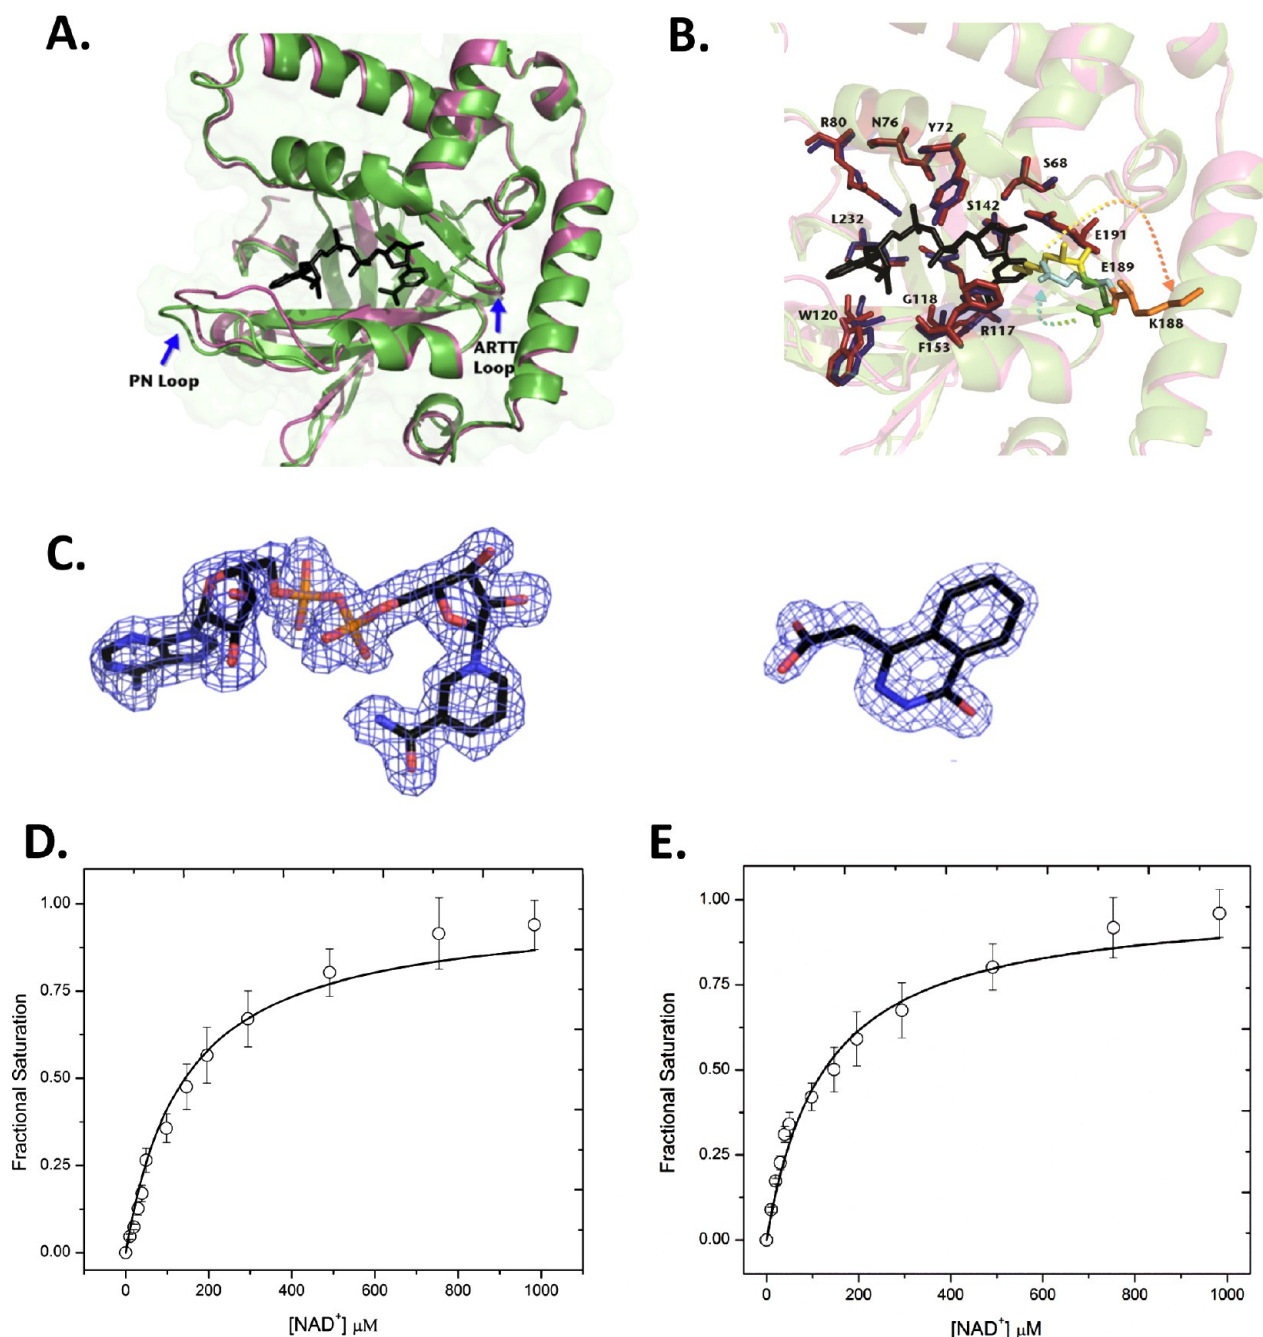 A.
PN Loop
ARTT
Loop
B.
R80
N76
Y72
S68
S142
L232
E191
E189
G118
W120
R117
K188
F153
C.
D.
1.00
0.75
0.50
0.25
0.00
Fractional Saturation
0 200 400 600 800 1000
[NAD⁺] µM
E.
1.00
0.75
0.50
0.25
0.00
Fractional Saturation
0 200 400 600 800 1000
[NAD⁺] µM